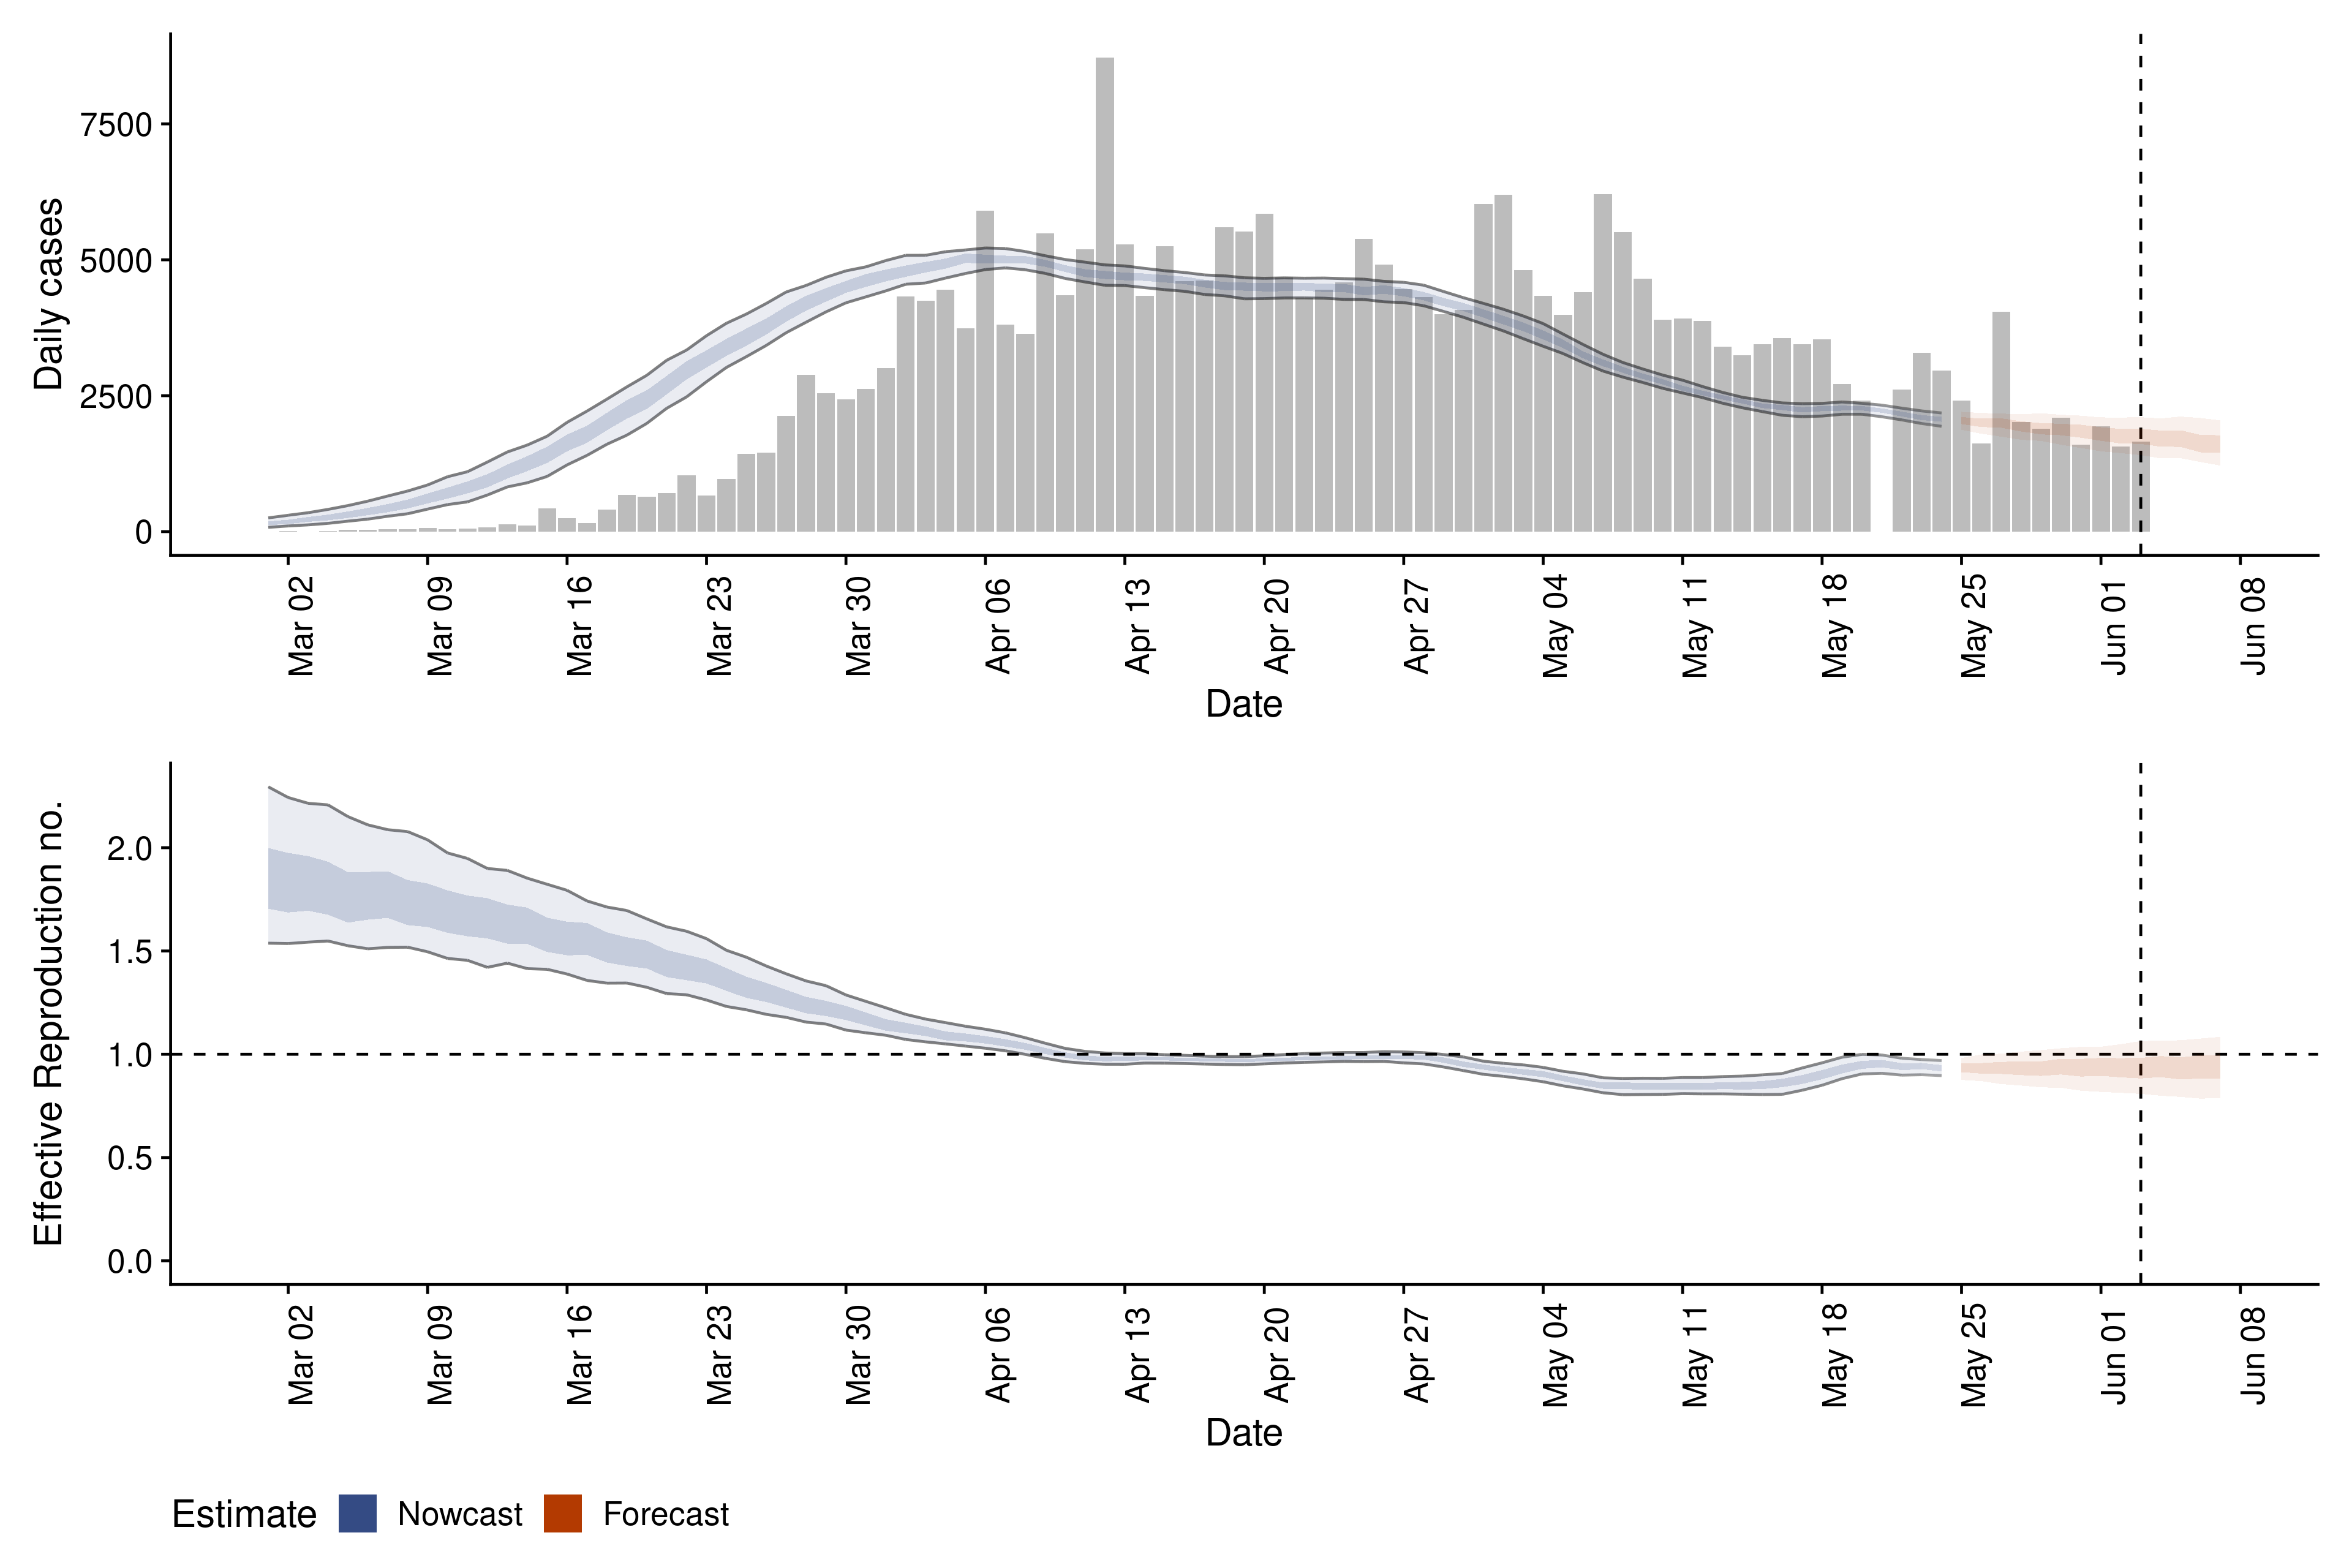 Daily cases
7500
5000
2500
0
Mar 02
Mar 09
Mar 16
Mar 23
Mar 30
Apr 06
Apr 13
Apr 20
Apr 27
May 04
May 11
May 18
May 25
Jun 01
Jun 08
Date
Effective Reproduction no.
2.0
1.5
1.0
0.5
0.0
Mar 02
Mar 09
Mar 16
Mar 23
Mar 30
Apr 06
Apr 13
Apr 20
Apr 27
May 04
May 11
May 18
May 25
Jun 01
Jun 08
Date
Estimate Nowcast Forecast